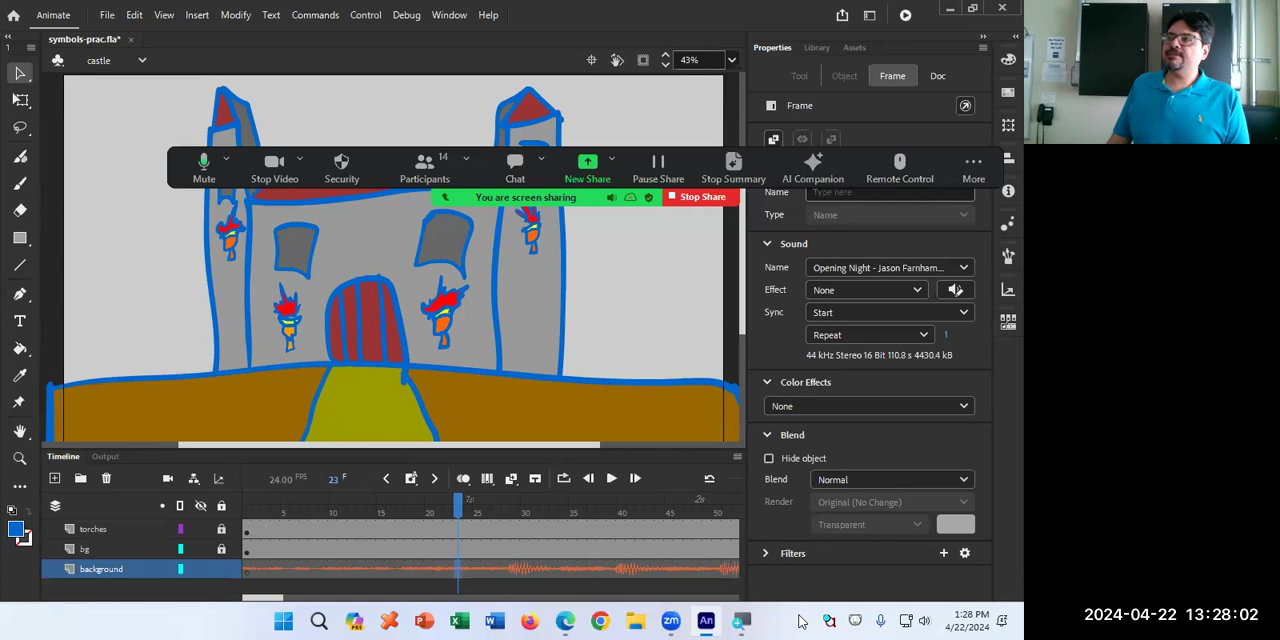 Animate File Edit View Insert Modify Text Commands Control Debug Window Help
symbols-prac.fla* ×
castle 43%
Properties Library Assets
Tool Object Frame Doc
Frame
14
Mute Stop Video Security Participants Chat New Share Pause Share Stop Summary AI Companion Remote Control More
You are screen sharing Stop Share
Name Type here
Type Name
Sound
Name Opening Night - Jason Farnham...
Effect None
Sync Start
Repeat 1
44 kHz Stereo 16 Bit 110.8 s 4430.4 kB
Color Effects
None
Blend
Hide object
Blend Normal
Render Original (No Change)
Transparent
Filters
Timeline Output
24.00 FPS 23 F
1s 2s
5 10 15 20 25 30 35 40 45 50
torches
bg
background
1:28 PM
4/22/2024
2024-04-22 13:28:02